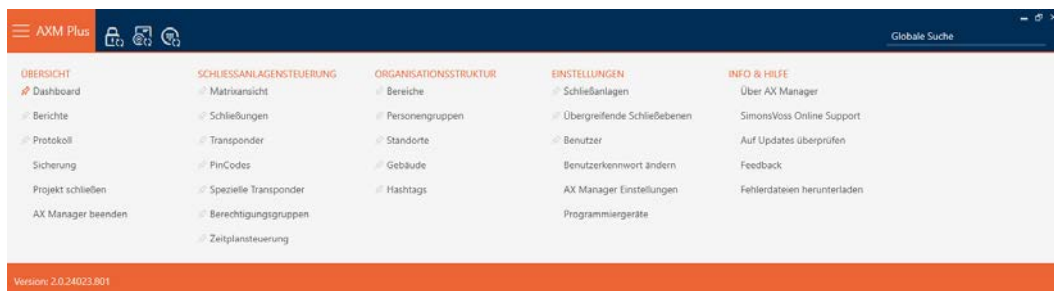 AXM Plus
Globale Suche
ÜBERSICHT
Dashboard
Berichte
Protokoll
Sicherung
Projekt schließen
AX Manager beenden
SCHLIESSANLAGENSTEUERUNG
Matrixansicht
Schließungen
Transponder
PinCodes
Spezielle Transponder
Berechtigungsgruppen
Zeitplansteuerung
ORGANISATIONSSTRUKTUR
Bereiche
Personengruppen
Standorte
Gebäude
Hashtags
EINSTELLUNGEN
Schließanlagen
Übergreifende Schließebenen
Benutzer
Benutzerkennwort ändern
AX Manager Einstellungen
Programmiergeräte
INFO & HILFE
Über AX Manager
SimonsVoss Online Support
Auf Updates überprüfen
Feedback
Fehlerdateien herunterladen
Version: 2.0.24023.801